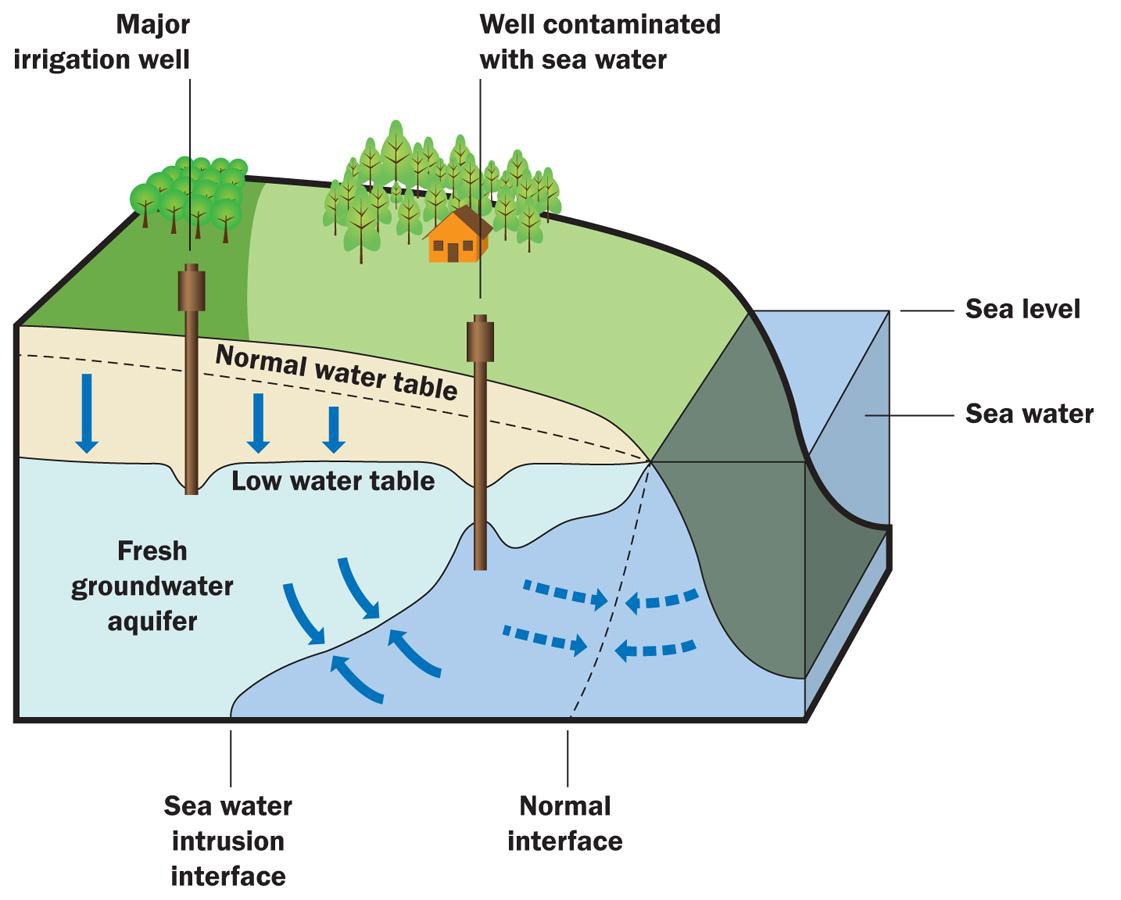 Major
irrigation well
Well contaminated
with sea water
Sea level
Normal water table
Sea water
Low water table
Fresh
groundwater
aquifer
Sea water
intrusion
interface
Normal
interface